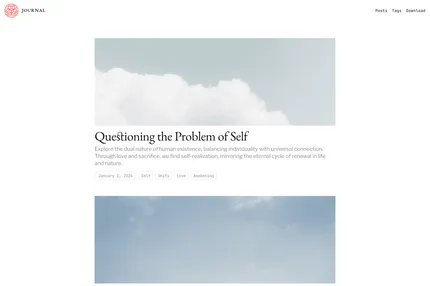 JOURNAL
Posts Tags Download
Questioning the Problem of Self
Explore the dual nature of human existence, balancing individuality with universal connection.
Through love and sacrifice, we find self-realization, mirroring the eternal cycle of renewal in life
and nature.
January 2, 2024 Self Unity Love Awakening